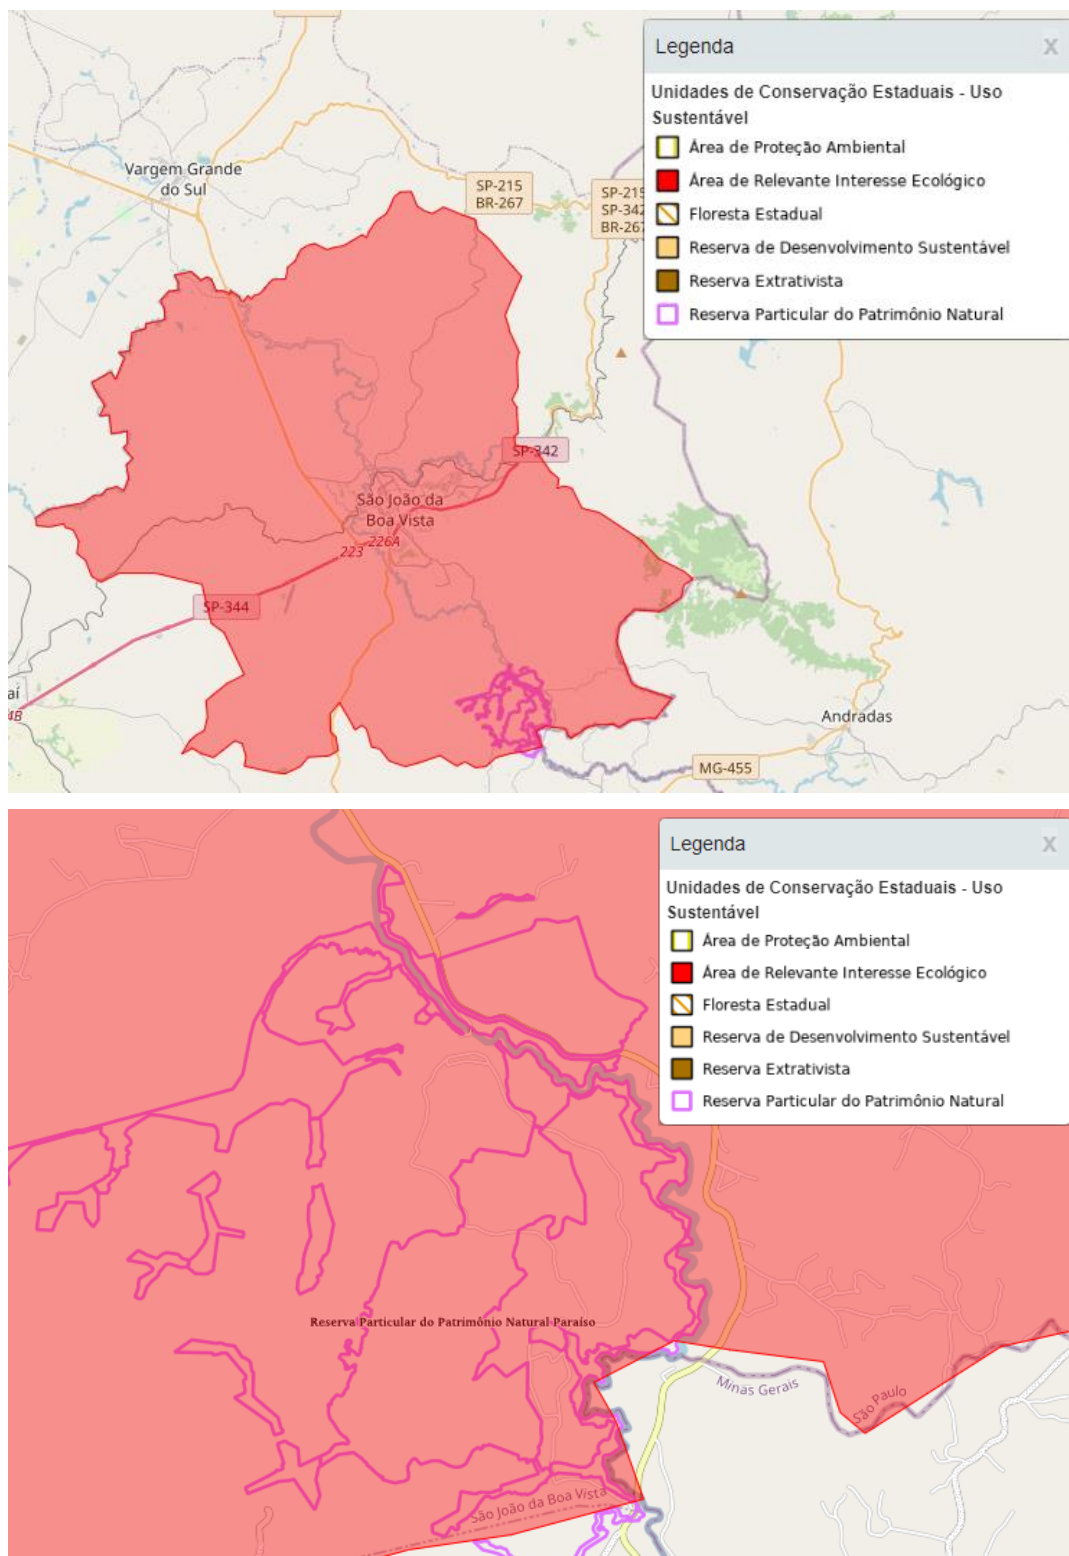 Legenda
X
Unidades de Conservação Estaduais - Uso
Sustentável
Área de Proteção Ambiental
Área de Relevante Interesse Ecológico
Floresta Estadual
Reserva de Desenvolvimento Sustentável
Reserva Extrativista
Reserva Particular do Patrimônio Natural
Vargem Grande
do Sul
SP-215
BR-267
SP-215
SP-342
BR-267
SP-342
São João da
Boa Vista
226A
223
SP-344
aí
4B
Andradas
MG-455
Legenda
X
Unidades de Conservação Estaduais - Uso
Sustentável
Área de Proteção Ambiental
Área de Relevante Interesse Ecológico
Floresta Estadual
Reserva de Desenvolvimento Sustentável
Reserva Extrativista
Reserva Particular do Patrimônio Natural
Reserva Particular do Patrimônio Natural Paraíso
Minas Gerais
São Paulo
São João da Boa Vista